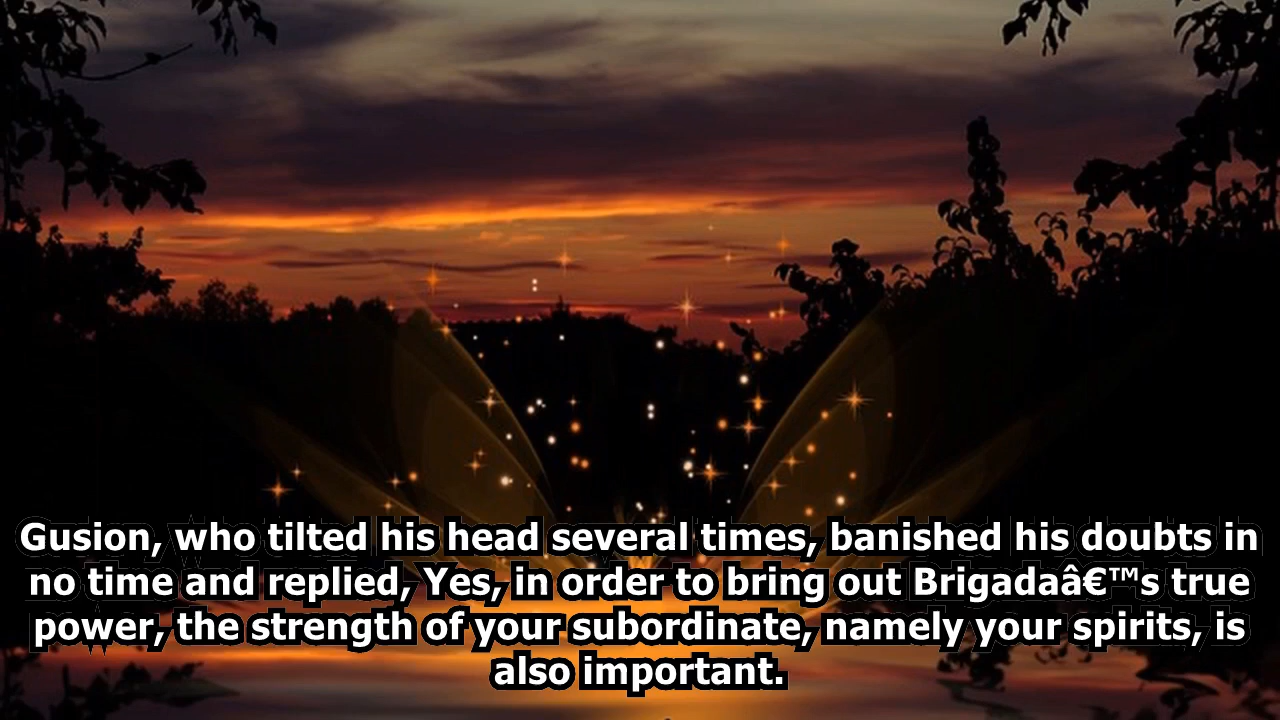 Gusion, who tilted his head several times, banished his doubts in
no time and replied, Yes, in order to bring out Brigadaâ€™s true
power, the strength of your subordinate, namely your spirits, is
also important.